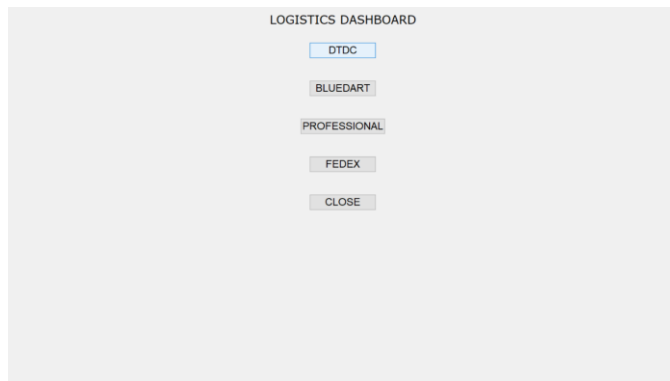 LOGISTICS DASHBOARD
DTDC
BLUEDART
PROFESSIONAL
FEDEX
CLOSE